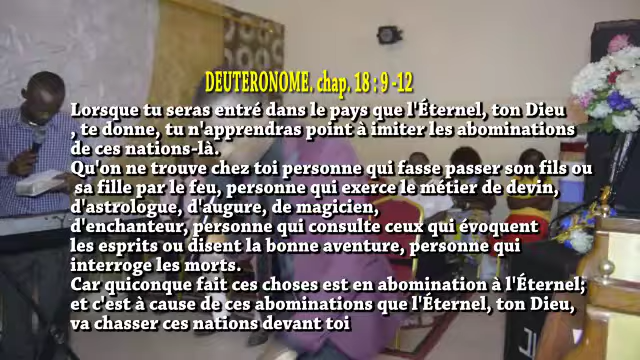 DEUTERONOME. chap. 18 : 9 -12
Lorsque tu seras entré dans le pays que l'Éternel, ton Dieu
, te donne, tu n'apprendras point à imiter les abominations
de ces nations-là.
Qu'on ne trouve chez toi personne qui fasse passer son fils ou
sa fille par le feu, personne qui exerce le métier de devin,
d'astrologue, d'augure, de magicien,
d'enchanteur, personne qui consulte ceux qui évoquent
les esprits ou disent la bonne aventure, personne qui
interroge les morts.
Car quiconque fait ces choses est en abomination à l'Éternel;
et c'est à cause de ces abominations que l'Éternel, ton Dieu,
va chasser ces nations devant toi